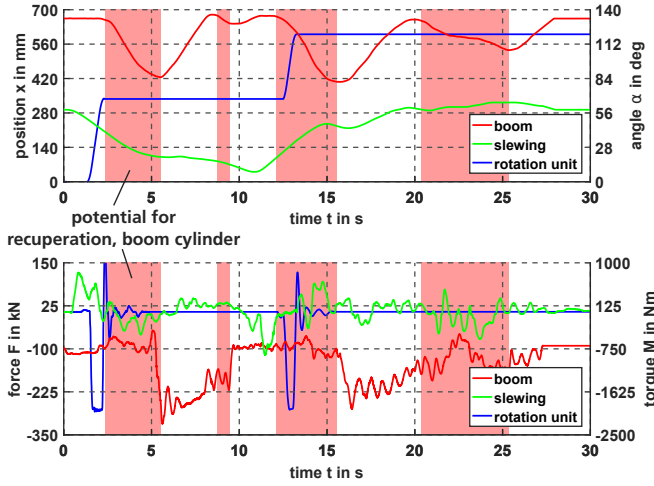 position x in mm
700
560
420
280
140
0
140
112
84
56
28
0
angle α in deg
boom
slewing
rotation unit
0
5
10
15
20
25
30
time t in s
potential for
recuperation, boom cylinder
force F in kN
150
25
-100
-225
-350
1000
125
-750
-1625
-2500
torque M in Nm
boom
slewing
rotation unit
0
5
10
15
20
25
30
time t in s